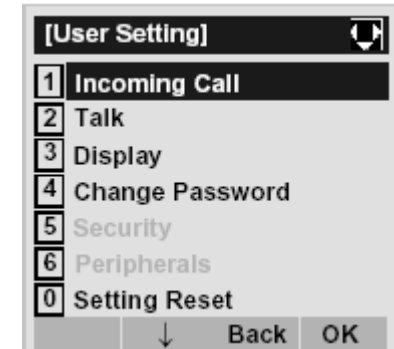 [User Setting]
1 Incoming Call
2 Talk
3 Display
4 Change Password
5 Security
6 Peripherals
0 Setting Reset
↓ Back OK